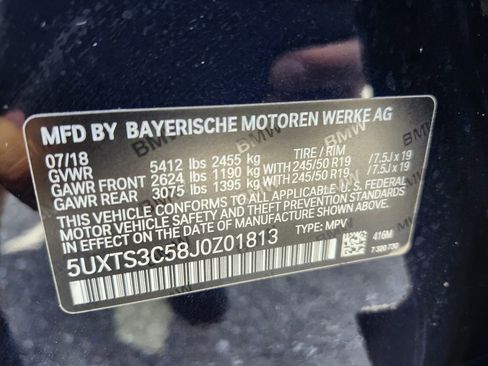 MFD BY BAYERISCHE MOTOREN WERKE AG
07/18 TIRE / RIM
GVWR 5412 lbs 2455 kg
GAWR FRONT 2624 lbs 1190 kg WITH 245/50 R19 /7.5J x 19
GAWR REAR 3075 lbs 1395 kg WITH 245/50 R19 /7.5J x 19
THIS VEHICLE CONFORMS TO ALL APPLICABLE U.S. FEDERAL
MOTOR VEHICLE SAFETY STANDARDS IN EFFECT
ON THE DATE OF MANUFACTURE SHOWN ABOVE.
5UXTS3C58J0Z01813 TYPE: MPV
416M